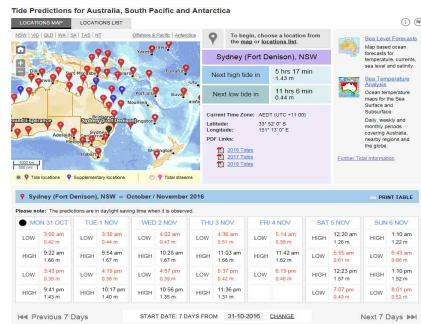 Tide Predictions for Australia, South Pacific and Antarctica
LOCATIONS MAP LOCATIONS LIST
NSW | VIC | QLD | WA | SA | TAS | NT Offshore & Pacific | Antarctica
To begin, choose a location from
the map or locations list.
Sydney (Fort Denison), NSW
Next high tide in 5 hrs 17 min
1.43 m
Next low tide in 11 hrs 6 min
0.44 m
Current Time Zone: AEDT (UTC +11:00)
Latitude: 33° 52' 0" S
Longitude: 151° 13' 0" E
PDF Links:
2016 Tides
2017 Tides
2018 Tides
Sea Level Forecasts
Map based ocean
forecasts for
temperature, currents,
sea level and salinity.
Sea Temperature
Analysis
Ocean temperature
maps for the Sea
Surface and
Subsurface.
Daily, weekly and
monthly periods
covering Australia,
nearby regions and
the globe.
Further Tidal Information
Port Moresby
Suva
Noumea
Adelaide
Hobart
1000 km
500 mi
Tide locations Supplementary locations Tidal streams
Sydney (Fort Denison), NSW – October / November 2016 PRINT TABLE
Please note: The predictions are in daylight saving time when it is observed.
MON 31 OCT TUE 1 NOV WED 2 NOV THU 3 NOV FRI 4 NOV SAT 5 NOV SUN 6 NOV
LOW 3:00 am 0.42 m LOW 3:30 am 0.44 m LOW 4:02 am 0.47 m LOW 4:36 am 0.51 m LOW 5:14 am 0.56 m HIGH 12:20 am 1.26 m HIGH 1:10 am 1.22 m
HIGH 9:22 am 1.66 m HIGH 9:54 am 1.67 m HIGH 10:28 am 1.67 m HIGH 11:03 am 1.66 m HIGH 11:42 am 1.62 m LOW 5:55 am 0.61 m LOW 6:43 am 0.66 m
LOW 3:43 pm 0.39 m LOW 4:19 pm 0.38 m LOW 4:57 pm 0.39 m LOW 5:37 pm 0.42 m LOW 6:19 pm 0.46 m HIGH 12:23 pm 1.57 m HIGH 1:10 pm 1.52 m
HIGH 9:41 pm 1.43 m HIGH 10:17 pm 1.40 m HIGH 10:55 pm 1.35 m HIGH 11:36 pm 1.31 m LOW 7:07 pm 0.49 m LOW 8:01 pm 0.52 m
Previous 7 Days START DATE: 7 DAYS FROM 31-10-2016 CHANGE Next 7 Days